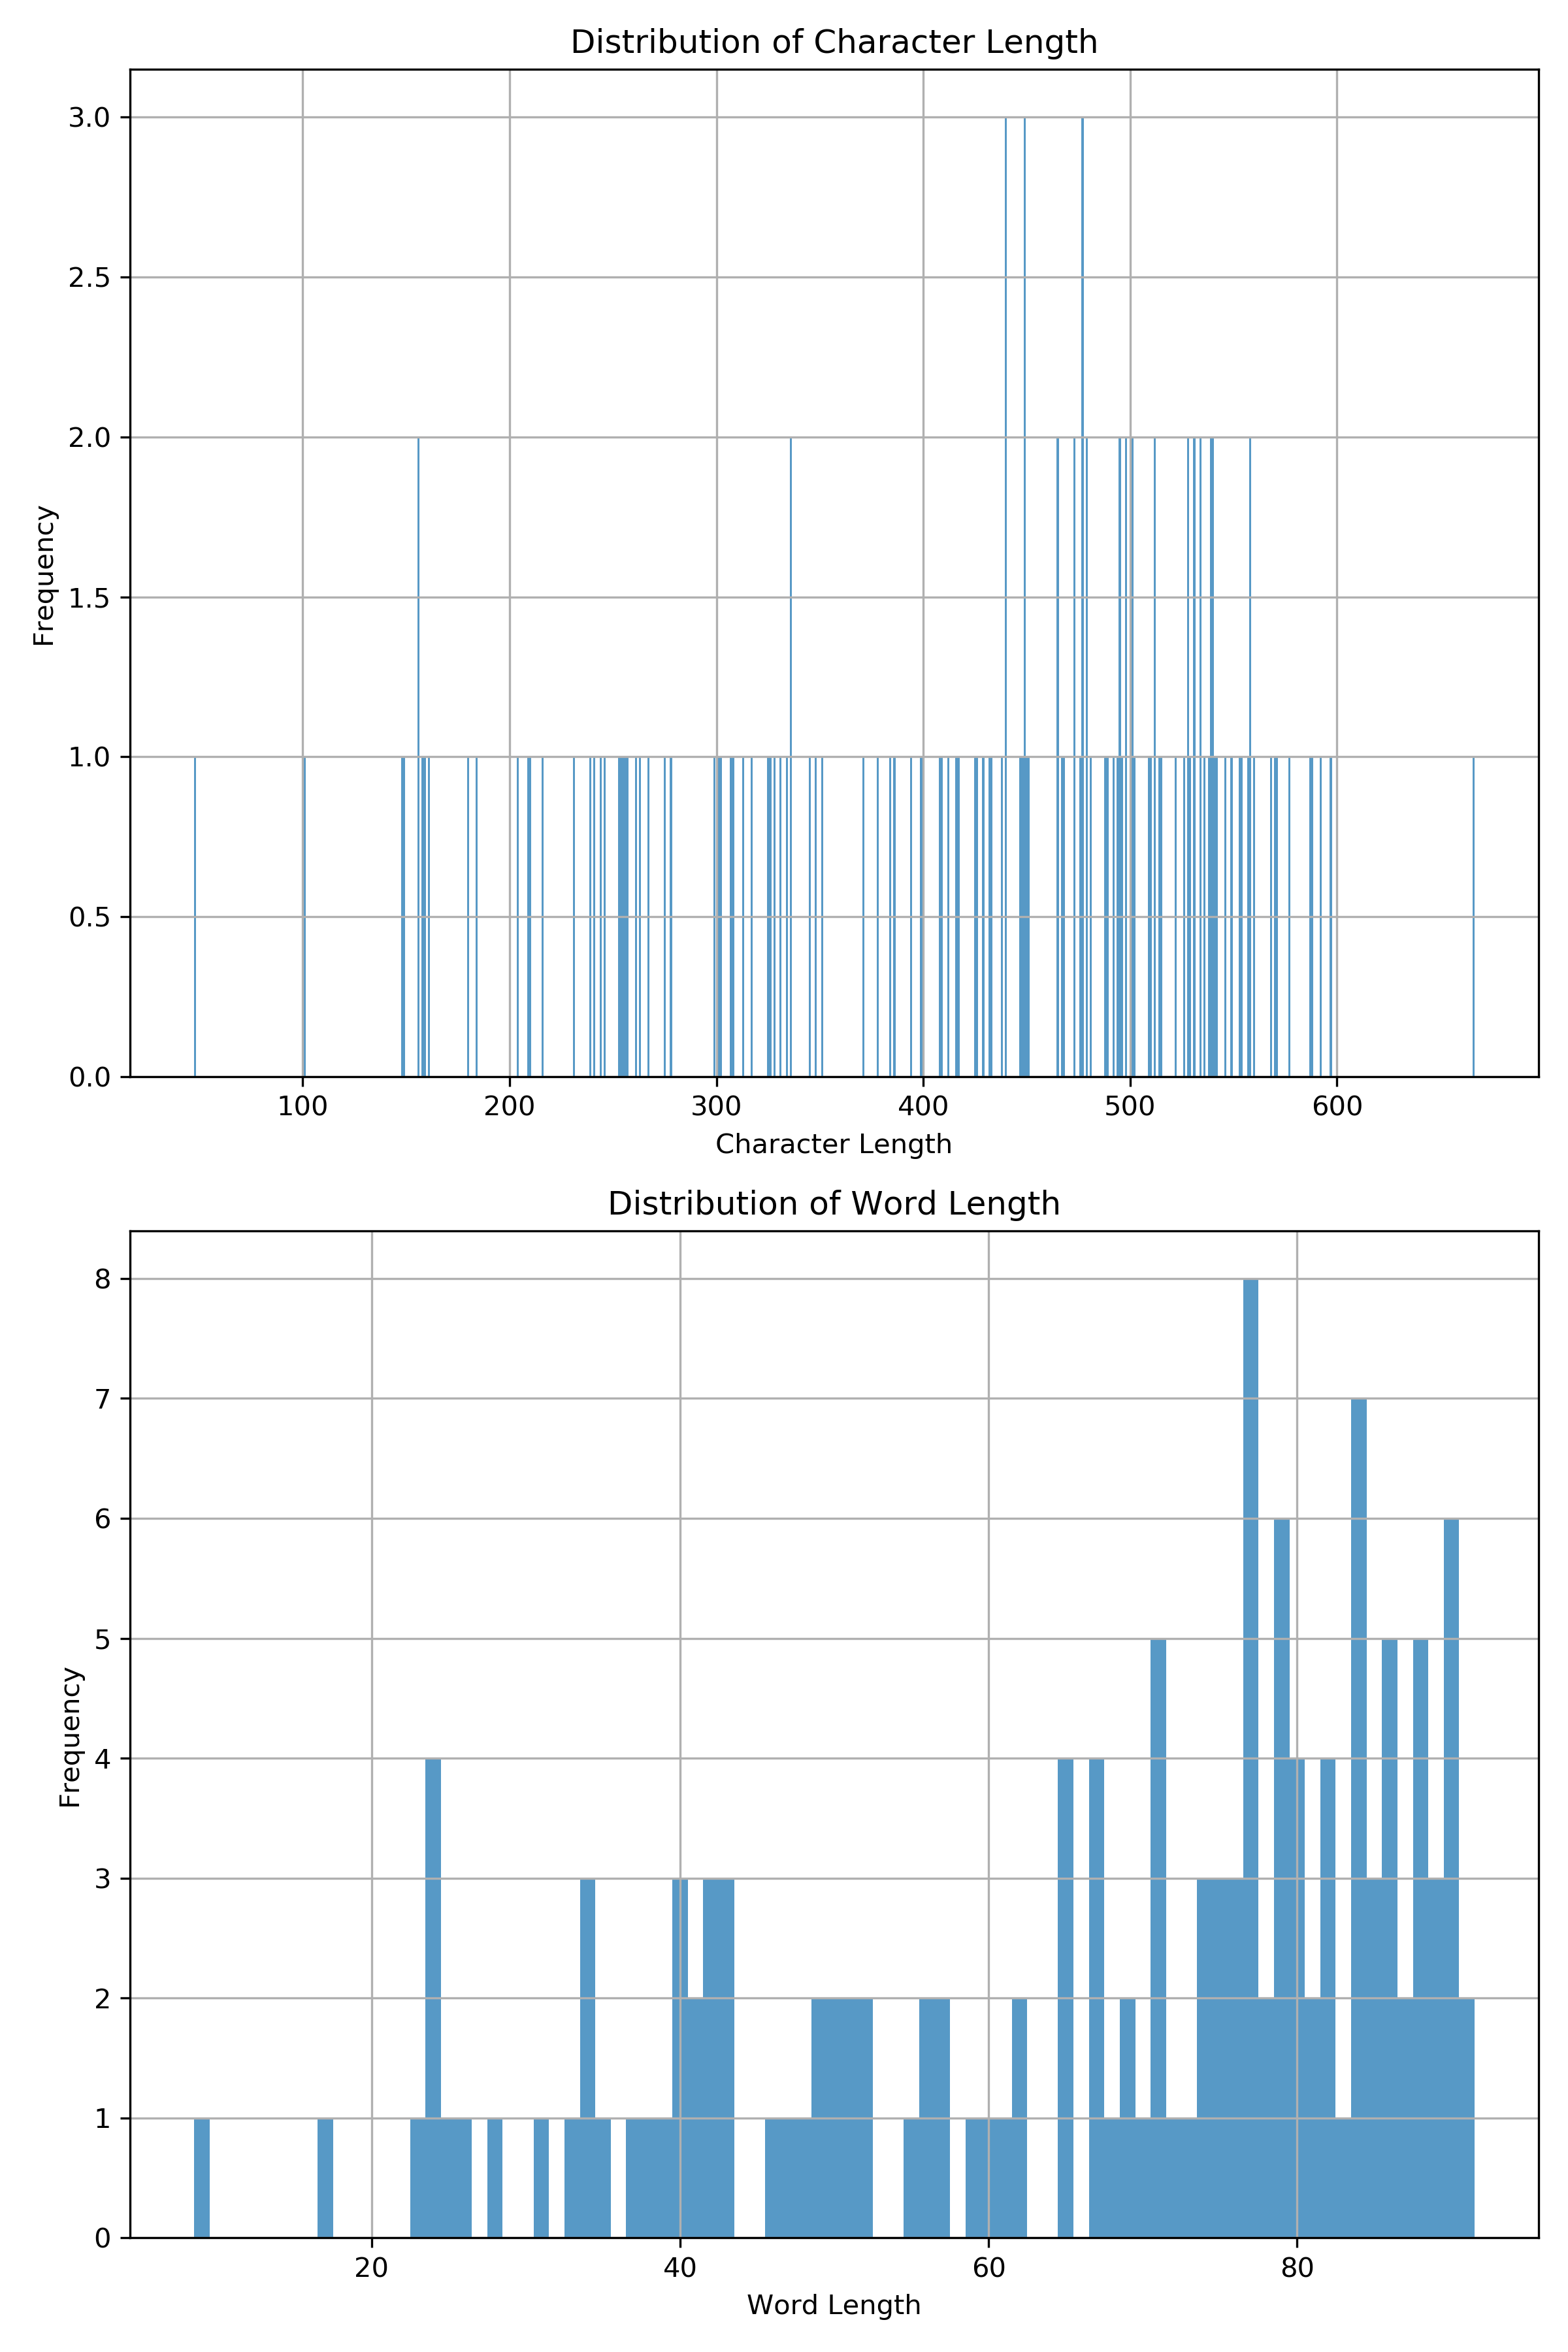 Distribution of Character Length
3.0
2.5
2.0
1.5
1.0
0.5
0.0
Frequency
100 200 300 400 500 600
Character Length
Distribution of Word Length
8
7
6
5
4
3
2
1
0
Frequency
20 40 60 80
Word Length